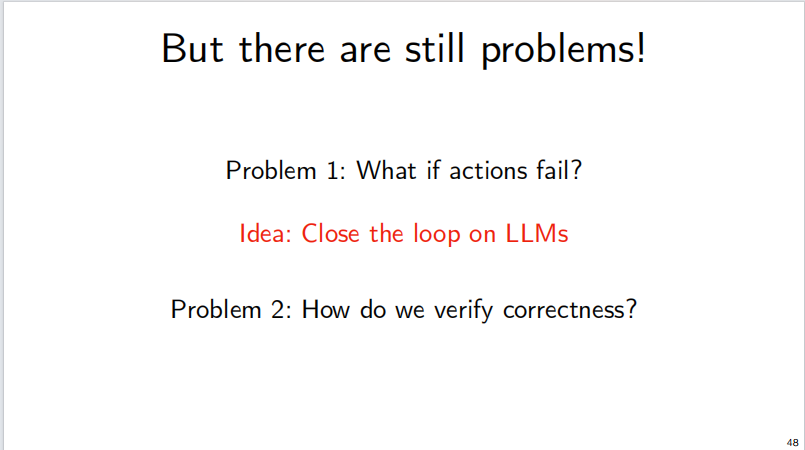 But there are still problems!
Problem 1: What if actions fail?
Idea: Close the loop on LLMs
Problem 2: How do we verify correctness?
48